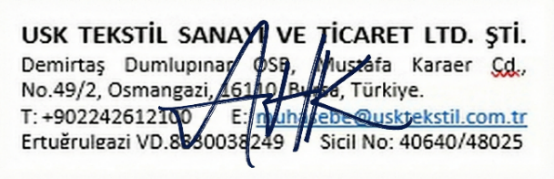 USK TEKSTİL SANAYİ VE TİCARET LTD. ŞTİ.
Demirtaş Dumlupınar OSB, Mustafa Karaer Cd.,
No.49/2, Osmangazi, 16110, Bursa, Türkiye.
T: +902242612100 E: muhasebe@usktekstil.com.tr
Ertuğrulgazi VD.8830038249 Sicil No: 40640/48025